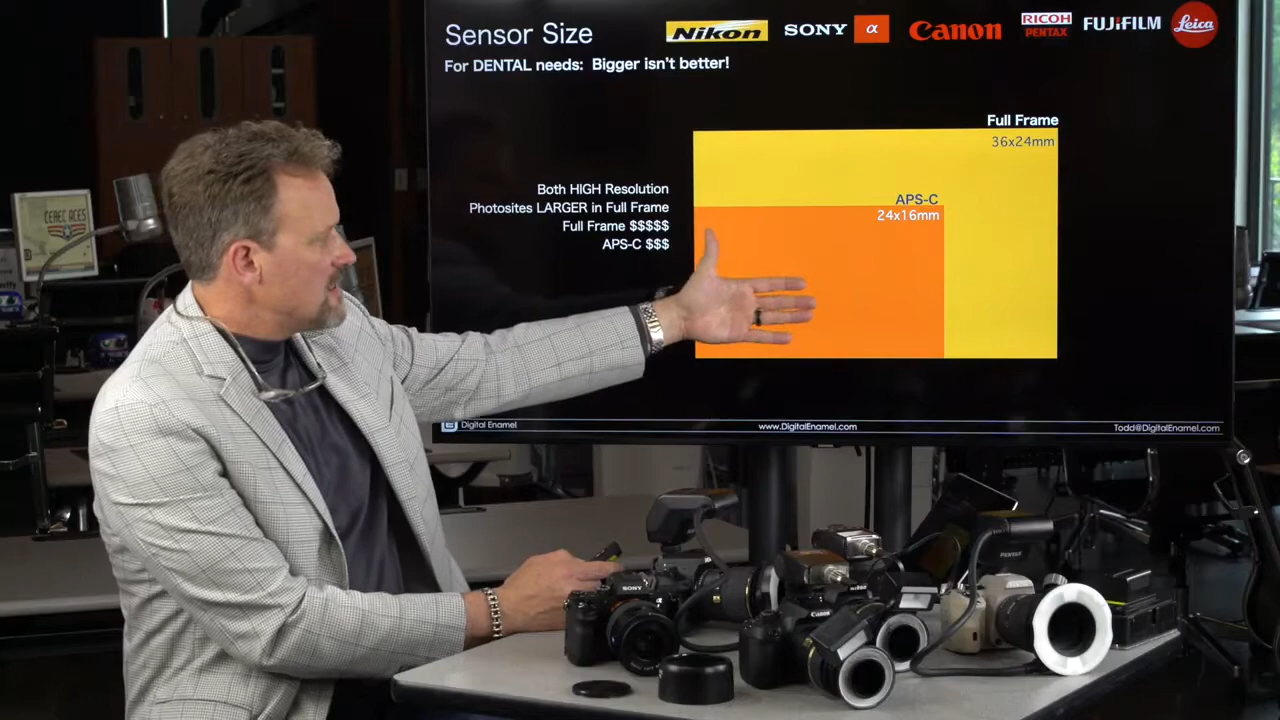 Sensor Size
Nikon
SONY α
Canon
RICOH
PENTAX
FUJIFILM
Leica
For DENTAL needs: Bigger isn't better!
Full Frame
36x24mm
APS-C
24x16mm
Both HIGH Resolution
Photosites LARGER in Full Frame
Full Frame $$$$$
APS-C $$$
Digital Enamel
www.DigitalEnamel.com
Todd@DigitalEnamel.com
CEREC ACES
SONY
Canon
PENTAX